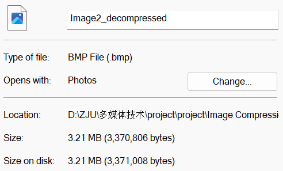 Image2_decompressed
Type of file: BMP File (.bmp)
Opens with: Photos Change...
Location: D:\ZJU\多媒体技术\project\project\Image Compressi
Size: 3.21 MB (3,370,806 bytes)
Size on disk: 3.21 MB (3,371,008 bytes)